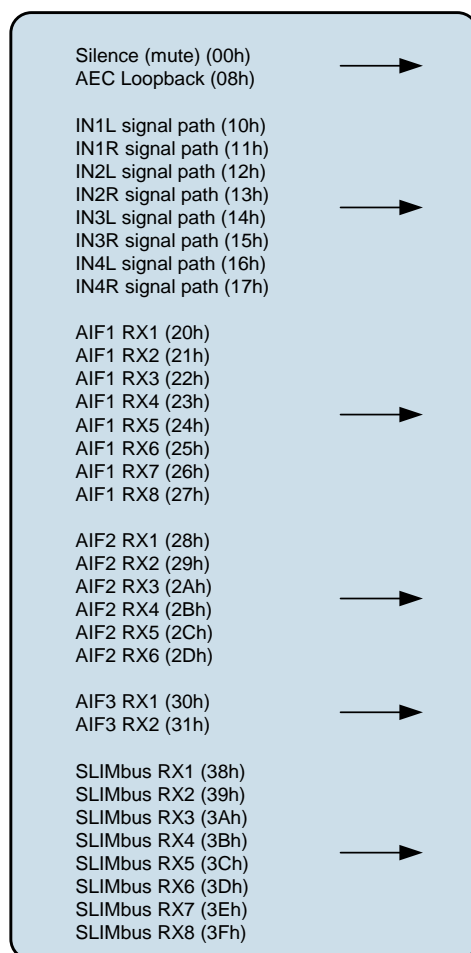 Silence (mute) (00h)
AEC Loopback (08h)
IN1L signal path (10h)
IN1R signal path (11h)
IN2L signal path (12h)
IN2R signal path (13h)
IN3L signal path (14h)
IN3R signal path (15h)
IN4L signal path (16h)
IN4R signal path (17h)
AIF1 RX1 (20h)
AIF1 RX2 (21h)
AIF1 RX3 (22h)
AIF1 RX4 (23h)
AIF1 RX5 (24h)
AIF1 RX6 (25h)
AIF1 RX7 (26h)
AIF1 RX8 (27h)
AIF2 RX1 (28h)
AIF2 RX2 (29h)
AIF2 RX3 (2Ah)
AIF2 RX4 (2Bh)
AIF2 RX5 (2Ch)
AIF2 RX6 (2Dh)
AIF3 RX1 (30h)
AIF3 RX2 (31h)
SLIMbus RX1 (38h)
SLIMbus RX2 (39h)
SLIMbus RX3 (3Ah)
SLIMbus RX4 (3Bh)
SLIMbus RX5 (3Ch)
SLIMbus RX6 (3Dh)
SLIMbus RX7 (3Eh)
SLIMbus RX8 (3Fh)